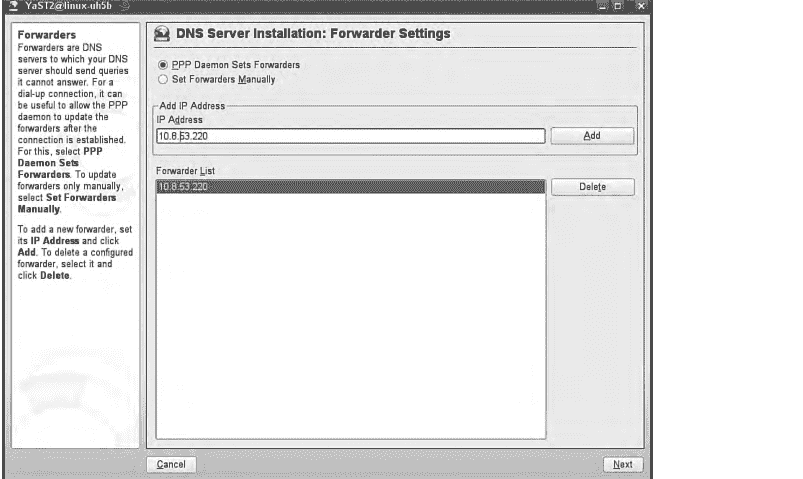 YaST2@linux-uh5b
Forwarders
Forwarders are DNS
servers to which your DNS
server should send queries
it cannot answer. For a
dial-up connection, it can
be useful to allow the PPP
daemon to update the
forwarders after the
connection is established.
For this, select PPP
Daemon Sets
Forwarders. To update
forwarders only manually,
select Set Forwarders
Manually.
To add a new forwarder, set
its IP Address and click
Add. To delete a configured
forwarder, select it and
click Delete.
DNS Server Installation: Forwarder Settings
PPP Daemon Sets Forwarders
Set Forwarders Manually
Add IP Address
IP Address
10.8.53.220
Add
Forwarder List
10.8.53.220
Delete
Cancel
Next